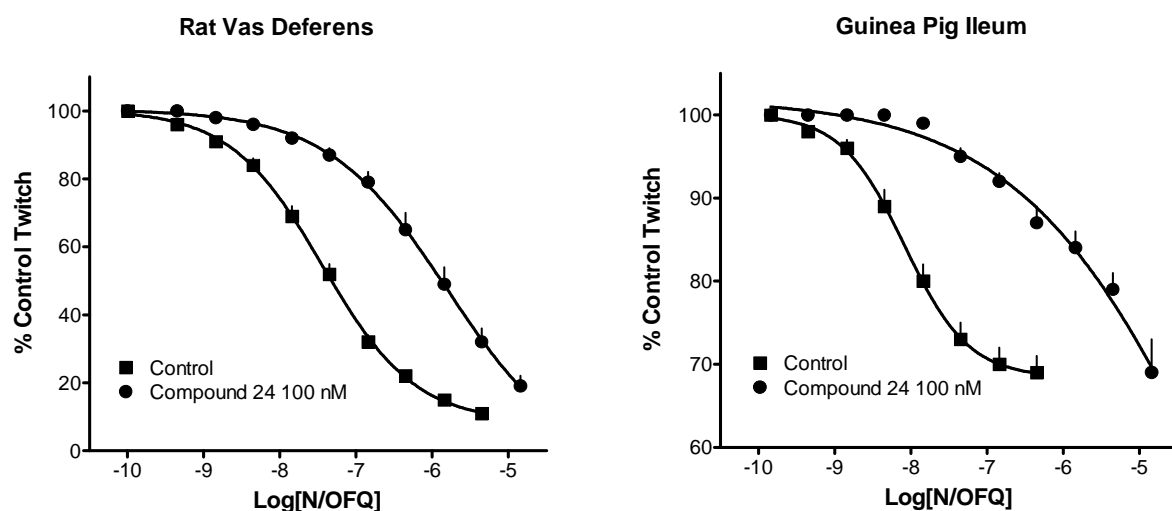 Rat Vas Deferens
% Control Twitch
100
80
60
40
20
0
Control
Compound 24 100 nM
-10 -9 -8 -7 -6 -5
Log[N/OFQ]
Guinea Pig Ileum
% Control Twitch
100
90
80
70
60
Control
Compound 24 100 nM
-10 -9 -8 -7 -6 -5
Log[N/OFQ]